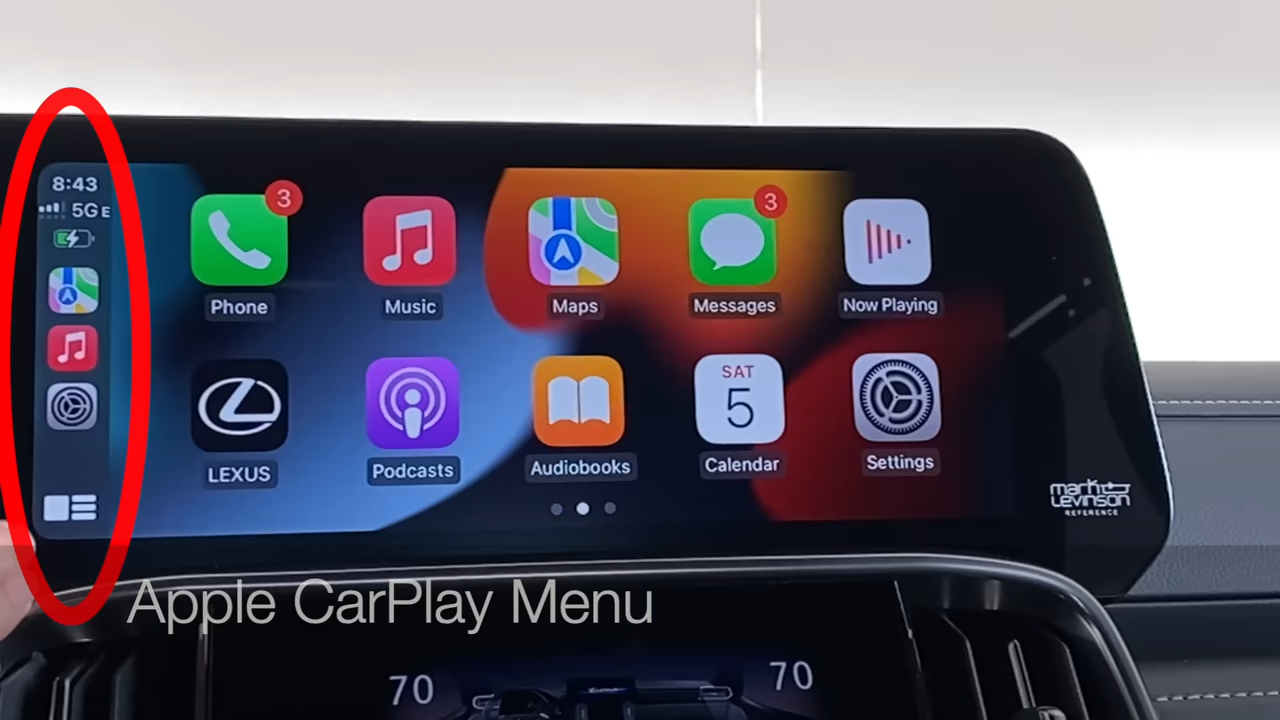 8:43
5G E
3
3
Phone
Music
Maps
Messages
Now Playing
SAT
5
LEXUS
Podcasts
Audiobooks
Calendar
Settings
mark
Levinson
REFERENCE
Apple CarPlay Menu
70
70